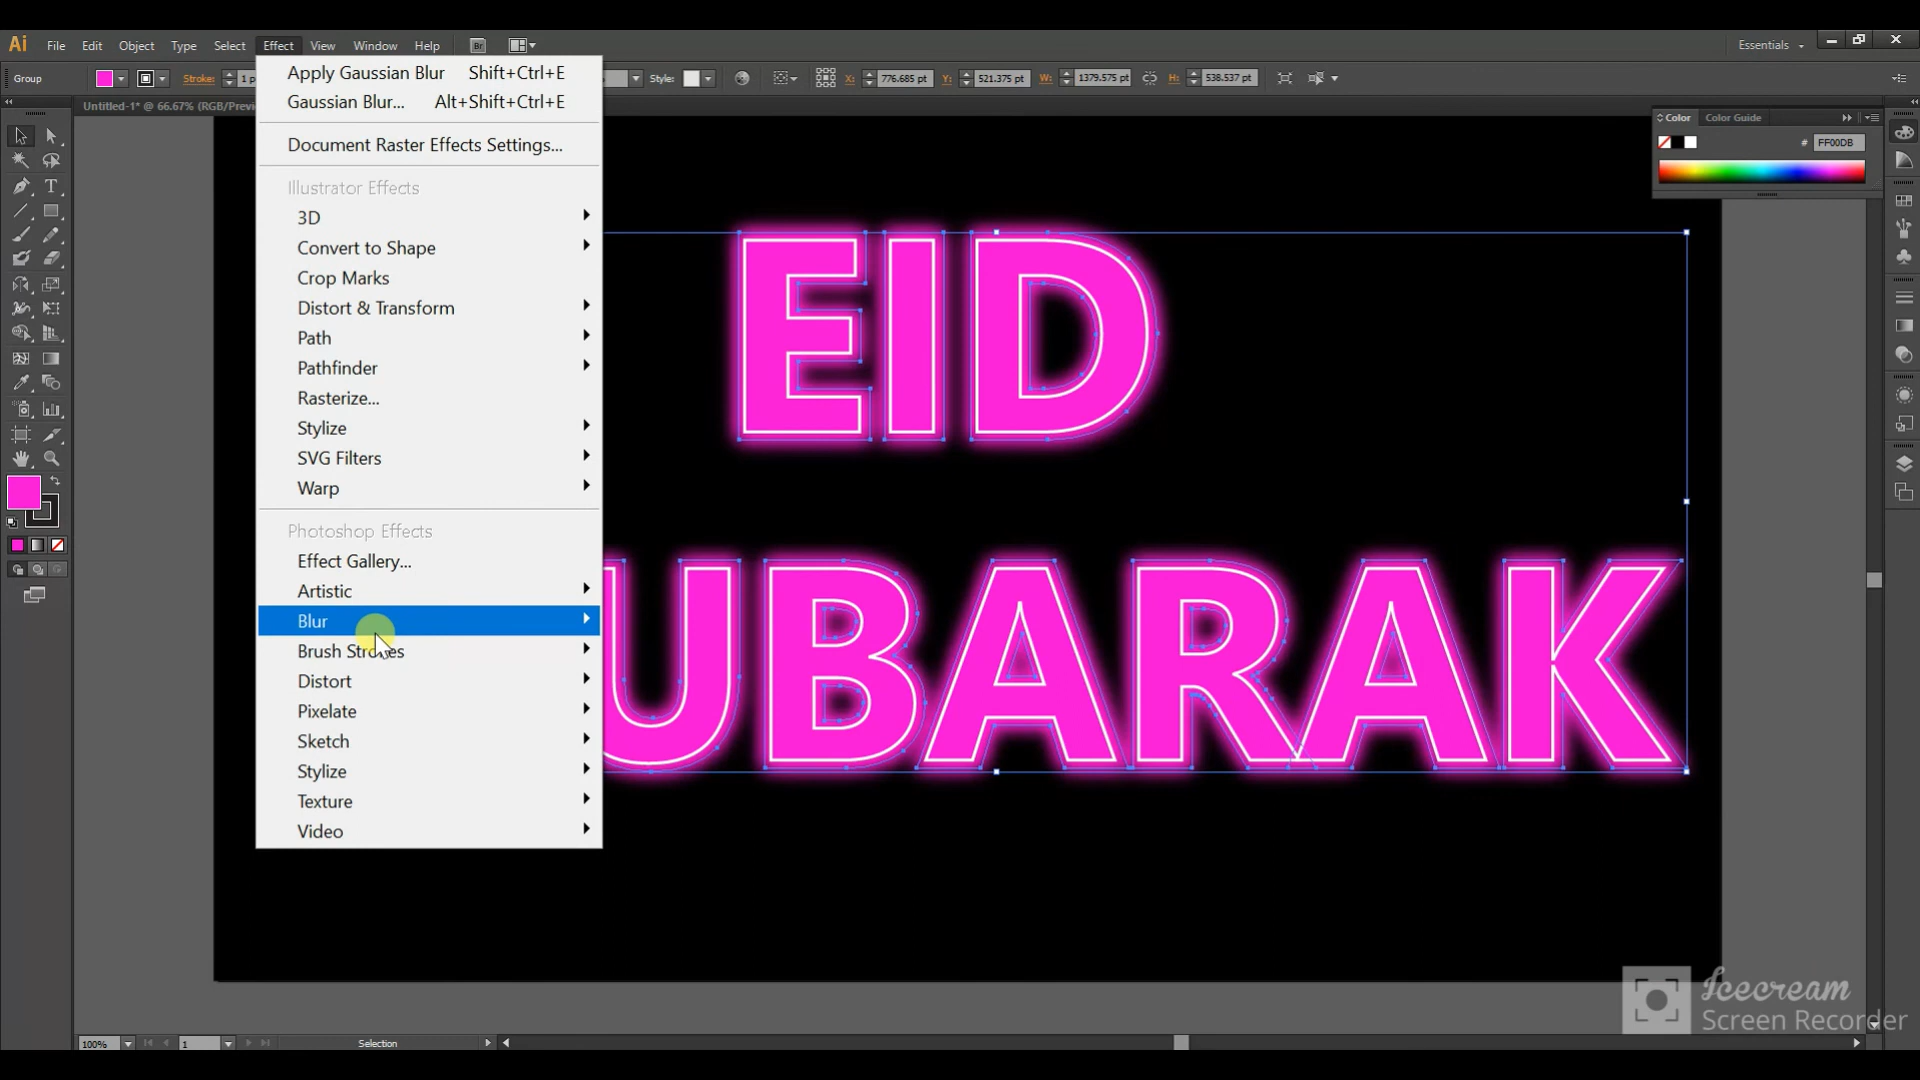 Ai File Edit Object Type Select Effect View Window Help Br Essentials
Group Stroke: 1 p Style: X: 776.685 pt Y: 521.375 pt W: 1379.575 pt H: 538.537 pt
Untitled-1* @ 66.67% (RGB/Previ
Apply Gaussian Blur Shift+Ctrl+E
Gaussian Blur... Alt+Shift+Ctrl+E
Document Raster Effects Settings...
Illustrator Effects
3D
Convert to Shape
Crop Marks
Distort & Transform
Path
Pathfinder
Rasterize...
Stylize
SVG Filters
Warp
Photoshop Effects
Effect Gallery...
Artistic
Blur
Brush Strokes
Distort
Pixelate
Sketch
Stylize
Texture
Video
Color Color Guide
# FF00DB
EID
UBARAK
100% 1 Selection
Icecream
Screen Recorder